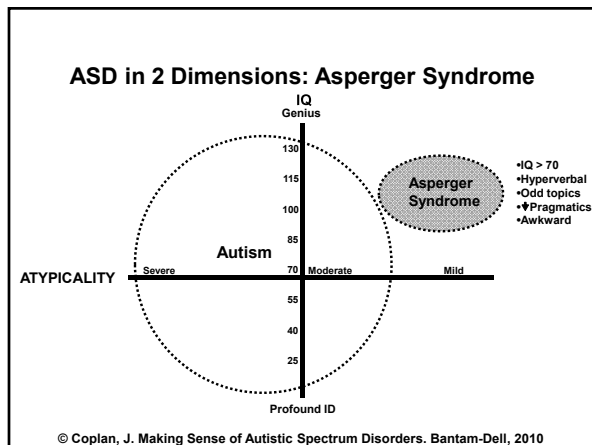 ASD in 2 Dimensions: Asperger Syndrome
IQ
Genius
130
115
100
85
70
55
40
25
Profound ID
ATYPICALITY
Severe
Moderate
Mild
Autism
Asperger
Syndrome
•IQ > 70
•Hyperverbal
•Odd topics
•↓Pragmatics
•Awkward
© Coplan, J. Making Sense of Autistic Spectrum Disorders. Bantam-Dell, 2010